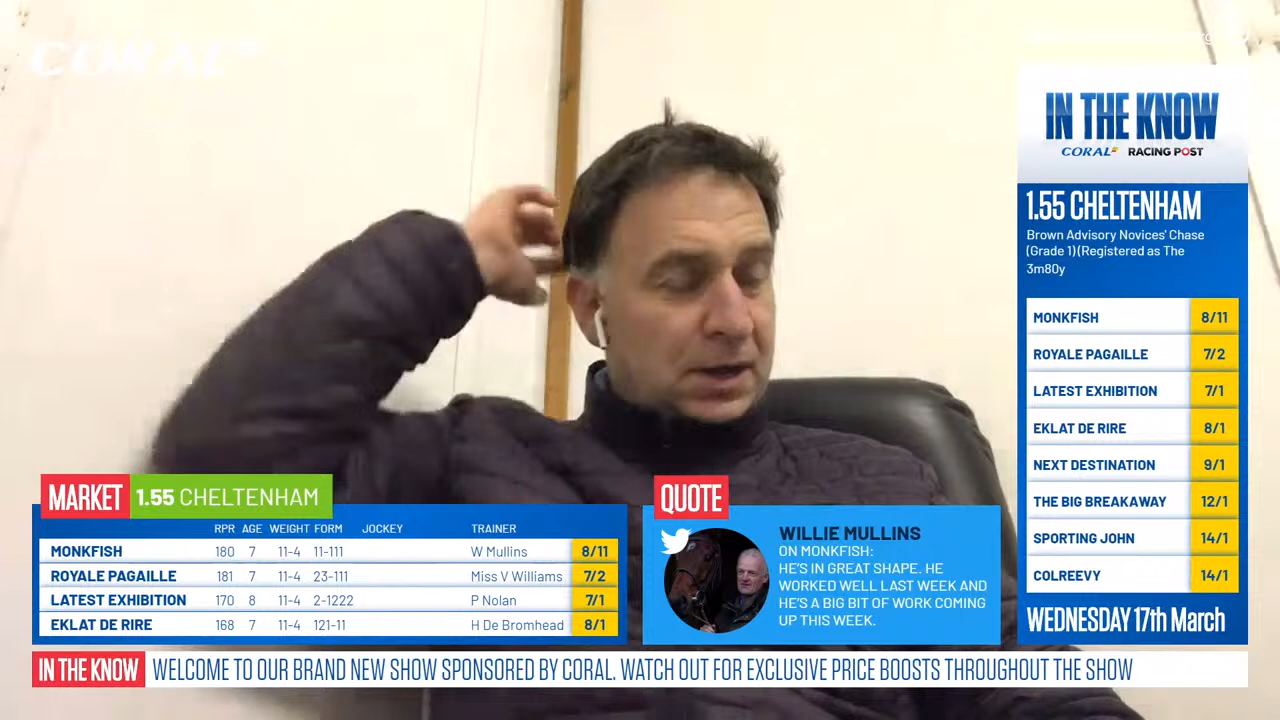 CORAL
IN THE KNOW
CORAL RACING POST
1.55 CHELTENHAM
Brown Advisory Novices' Chase
(Grade 1)(Registered as The
3m80y
MONKFISH 8/11
ROYALE PAGAILLE 7/2
LATEST EXHIBITION 7/1
EKLAT DE RIRE 8/1
NEXT DESTINATION 9/1
THE BIG BREAKAWAY 12/1
SPORTING JOHN 14/1
COLREEVY 14/1
WEDNESDAY 17th March
MARKET 1.55 CHELTENHAM
RPR AGE WEIGHT FORM JOCKEY TRAINER
MONKFISH 180 7 11-4 11-111 W Mullins 8/11
ROYALE PAGAILLE 181 7 11-4 23-111 Miss V Williams 7/2
LATEST EXHIBITION 170 8 11-4 2-1222 P Nolan 7/1
EKLAT DE RIRE 168 7 11-4 121-11 H De Bromhead 8/1
QUOTE
WILLIE MULLINS
ON MONKFISH:
HE'S IN GREAT SHAPE. HE
WORKED WELL LAST WEEK AND
HE'S A BIG BIT OF WORK COMING
UP THIS WEEK.
IN THE KNOW WELCOME TO OUR BRAND NEW SHOW SPONSORED BY CORAL. WATCH OUT FOR EXCLUSIVE PRICE BOOSTS THROUGHOUT THE SHOW